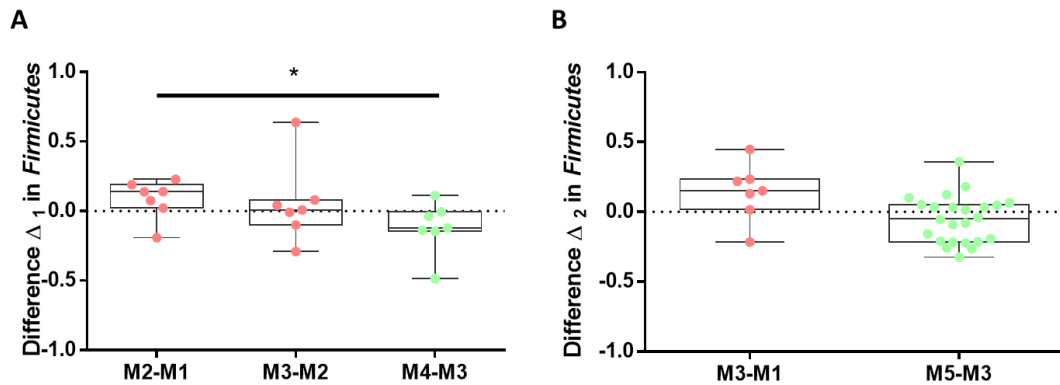 A
Difference Δ 1 in Firmicutes
1.0
0.5
0.0
-0.5
-1.0
*
M2-M1 M3-M2 M4-M3
B
Difference Δ 2 in Firmicutes
1.0
0.5
0.0
-0.5
-1.0
M3-M1 M5-M3